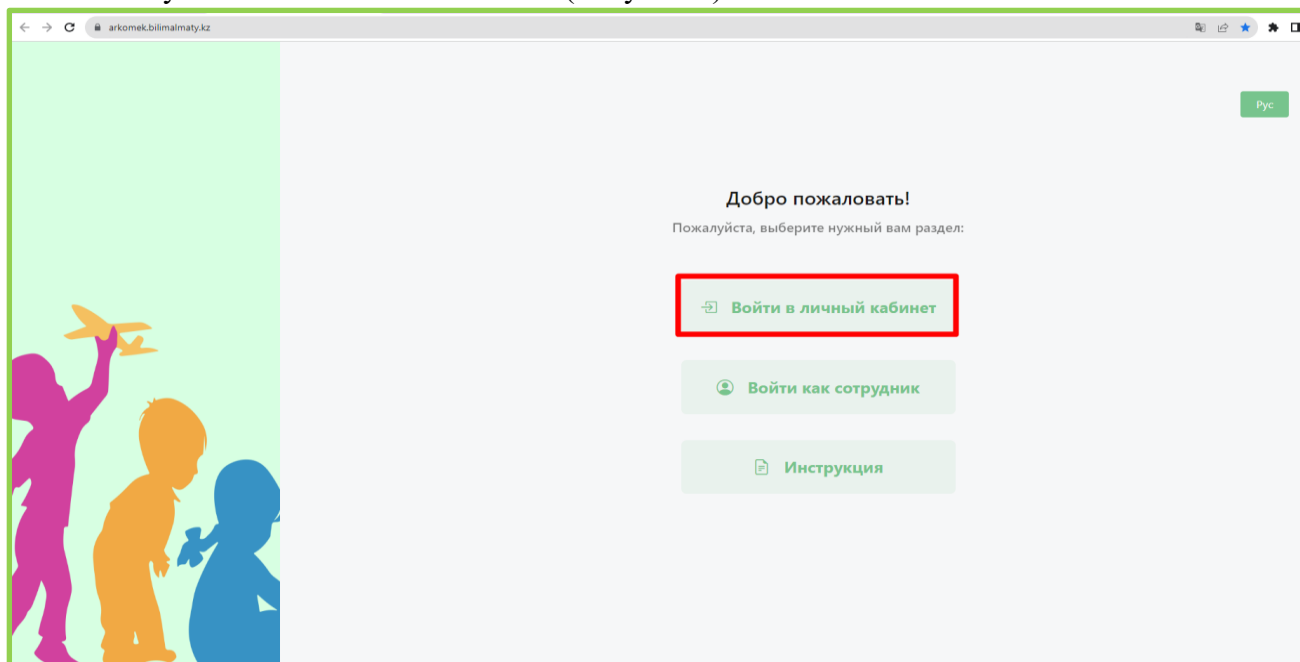 arkomek.bilimalmaty.kz
Рус
Добро пожаловать!
Пожалуйста, выберите нужный вам раздел:
Войти в личный кабинет
Войти как сотрудник
Инструкция